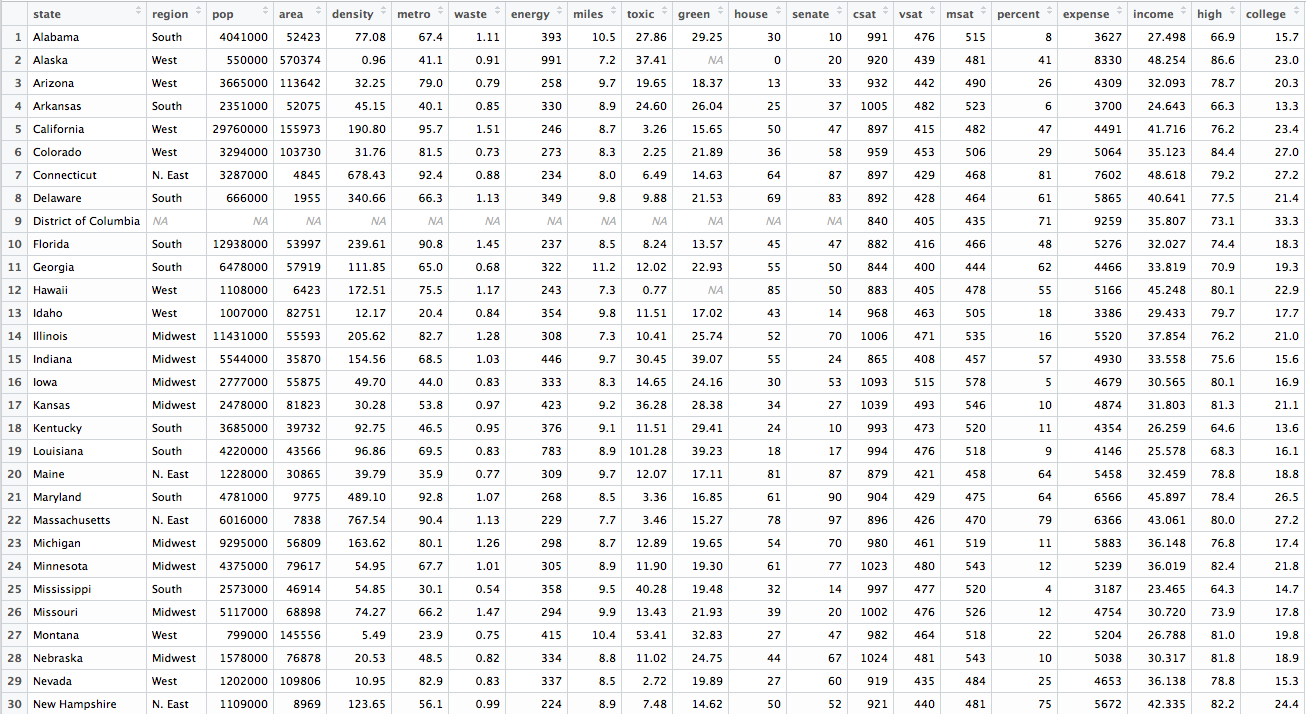 state region pop area density metro waste energy miles toxic green house senate csat vsat msat percent expense income high college
1 Alabama South 4041000 52423 77.08 67.4 1.11 393 10.5 27.86 29.25 30 10 991 476 515 8 3627 27.498 66.9 15.7
2 Alaska West 550000 570374 0.96 41.1 0.91 991 7.2 37.41 NA 0 20 920 439 481 41 8330 48.254 86.6 23.0
3 Arizona West 3665000 113642 32.25 79.0 0.79 258 9.7 19.65 18.37 13 33 932 442 490 26 4309 32.093 78.7 20.3
4 Arkansas South 2351000 52075 45.15 40.1 0.85 330 8.9 24.60 26.04 25 37 1005 482 523 6 3700 24.643 66.3 13.3
5 California West 29760000 155973 190.80 95.7 1.51 246 8.7 3.26 15.65 50 47 897 415 482 47 4491 41.716 76.2 23.4
6 Colorado West 3294000 103730 31.76 81.5 0.73 273 8.3 2.25 21.89 36 58 959 453 506 29 5064 35.123 84.4 27.0
7 Connecticut N. East 3287000 4845 678.43 92.4 0.88 234 8.0 6.49 14.63 64 87 897 429 468 81 7602 48.618 79.2 27.2
8 Delaware South 666000 1955 340.66 66.3 1.13 349 9.8 9.88 21.53 69 83 892 428 464 61 5865 40.641 77.5 21.4
9 District of Columbia NA NA NA NA NA NA NA NA NA NA NA NA 840 405 435 71 9259 35.807 73.1 33.3
10 Florida South 12938000 53997 239.61 90.8 1.45 237 8.5 8.24 13.57 45 47 882 416 466 48 5276 32.027 74.4 18.3
11 Georgia South 6478000 57919 111.85 65.0 0.68 322 11.2 12.02 22.93 55 50 844 400 444 62 4466 33.819 70.9 19.3
12 Hawaii West 1108000 6423 172.51 75.5 1.17 243 7.3 0.77 NA 85 50 883 405 478 55 5166 45.248 80.1 22.9
13 Idaho West 1007000 82751 12.17 20.4 0.84 354 9.8 11.51 17.02 43 14 968 463 505 18 3386 29.433 79.7 17.7
14 Illinois Midwest 11431000 55593 205.62 82.7 1.28 308 7.3 10.41 25.74 52 70 1006 471 535 16 5520 37.854 76.2 21.0
15 Indiana Midwest 5544000 35870 154.56 68.5 1.03 446 9.7 30.45 39.07 55 24 865 408 457 57 4930 33.558 75.6 15.6
16 Iowa Midwest 2777000 55875 49.70 44.0 0.83 333 8.3 14.65 24.16 30 53 1093 515 578 5 4679 30.565 80.1 16.9
17 Kansas Midwest 2478000 81823 30.28 53.8 0.97 423 9.2 36.28 28.38 34 27 1039 493 546 10 4874 31.803 81.3 21.1
18 Kentucky South 3685000 39732 92.75 46.5 0.95 376 9.1 11.51 29.41 24 10 993 473 520 11 4354 26.259 64.6 13.6
19 Louisiana South 4220000 43566 96.86 69.5 0.83 783 8.9 101.28 39.23 18 17 994 476 518 9 4146 25.578 68.3 16.1
20 Maine N. East 1228000 30865 39.79 35.9 0.77 309 9.7 12.07 17.11 81 87 879 421 458 64 5458 32.459 78.8 18.8
21 Maryland South 4781000 9775 489.10 92.8 1.07 268 8.5 3.36 16.85 61 90 904 429 475 64 6566 45.897 78.4 26.5
22 Massachusetts N. East 6016000 7838 767.54 90.4 1.13 229 7.7 3.46 15.27 78 97 896 426 470 79 6366 43.061 80.0 27.2
23 Michigan Midwest 9295000 56809 163.62 80.1 1.26 298 8.7 12.89 19.65 54 70 980 461 519 11 5883 36.148 76.8 17.4
24 Minnesota Midwest 4375000 79617 54.95 67.7 1.01 305 8.9 11.90 19.30 61 77 1023 480 543 12 5239 36.019 82.4 21.8
25 Mississippi South 2573000 46914 54.85 30.1 0.54 358 9.5 40.28 19.48 32 14 997 477 520 4 3187 23.465 64.3 14.7
26 Missouri Midwest 5117000 68898 74.27 66.2 1.47 294 9.9 13.43 21.93 39 20 1002 476 526 12 4754 30.720 73.9 17.8
27 Montana West 799000 145556 5.49 23.9 0.75 415 10.4 53.41 32.83 27 47 982 464 518 22 5204 26.788 81.0 19.8
28 Nebraska Midwest 1578000 76878 20.53 48.5 0.82 334 8.8 11.02 24.75 44 67 1024 481 543 10 5038 30.317 81.8 18.9
29 Nevada West 1202000 109806 10.95 82.9 0.83 337 8.5 2.72 19.89 27 60 919 435 484 25 4653 36.138 78.8 15.3
30 New Hampshire N. East 1109000 8969 123.65 56.1 0.99 224 8.9 7.48 14.62 50 52 921 440 481 75 5672 42.335 82.2 24.4